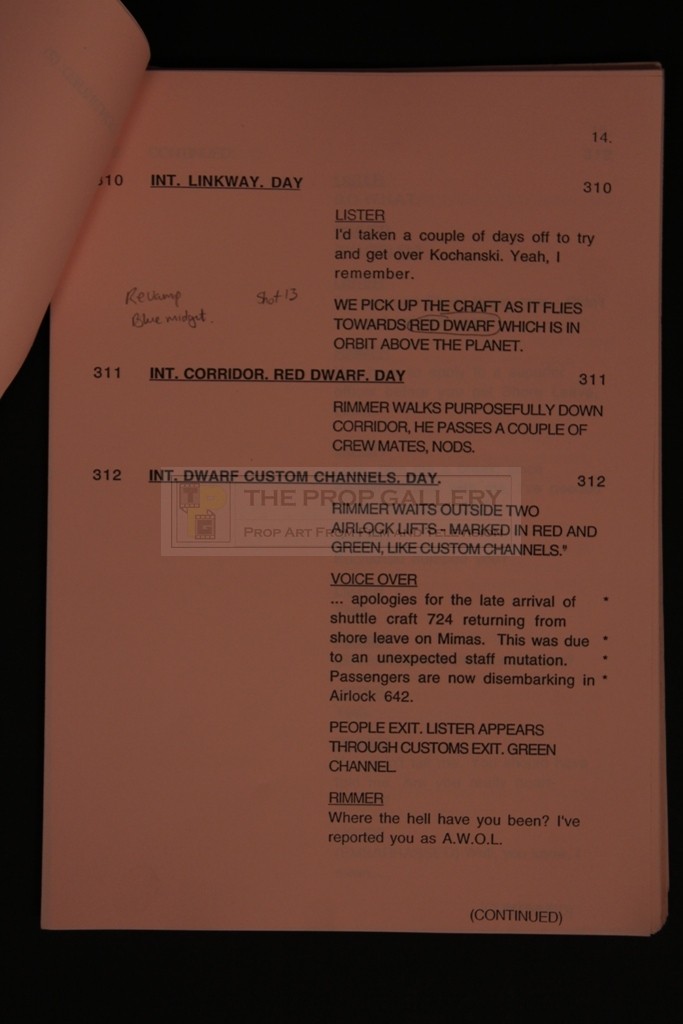 14.
310 INT. LINKWAY. DAY 310
LISTER
I'd taken a couple of days off to try
and get over Kochanski. Yeah, I
remember.
Revamp Shot 13
Blue midget.
WE PICK UP THE CRAFT AS IT FLIES
TOWARDS RED DWARF WHICH IS IN
ORBIT ABOVE THE PLANET.
311 INT. CORRIDOR. RED DWARF. DAY 311
RIMMER WALKS PURPOSEFULLY DOWN
CORRIDOR, HE PASSES A COUPLE OF
CREW MATES, NODS.
312 INT. DWARF CUSTOM CHANNELS. DAY. 312
THE PROP GALLERY
PROP ART FROM FILM AND TELEVISION
RIMMER WAITS OUTSIDE TWO
AIRLOCK LIFTS - MARKED IN RED AND
GREEN, LIKE CUSTOM CHANNELS."
VOICE OVER
... apologies for the late arrival of *
shuttle craft 724 returning from
shore leave on Mimas. This was due *
to an unexpected staff mutation. *
Passengers are now disembarking in *
Airlock 642.
PEOPLE EXIT. LISTER APPEARS
THROUGH CUSTOMS EXIT. GREEN
CHANNEL.
RIMMER
Where the hell have you been? I've
reported you as A.W.O.L.
(CONTINUED)